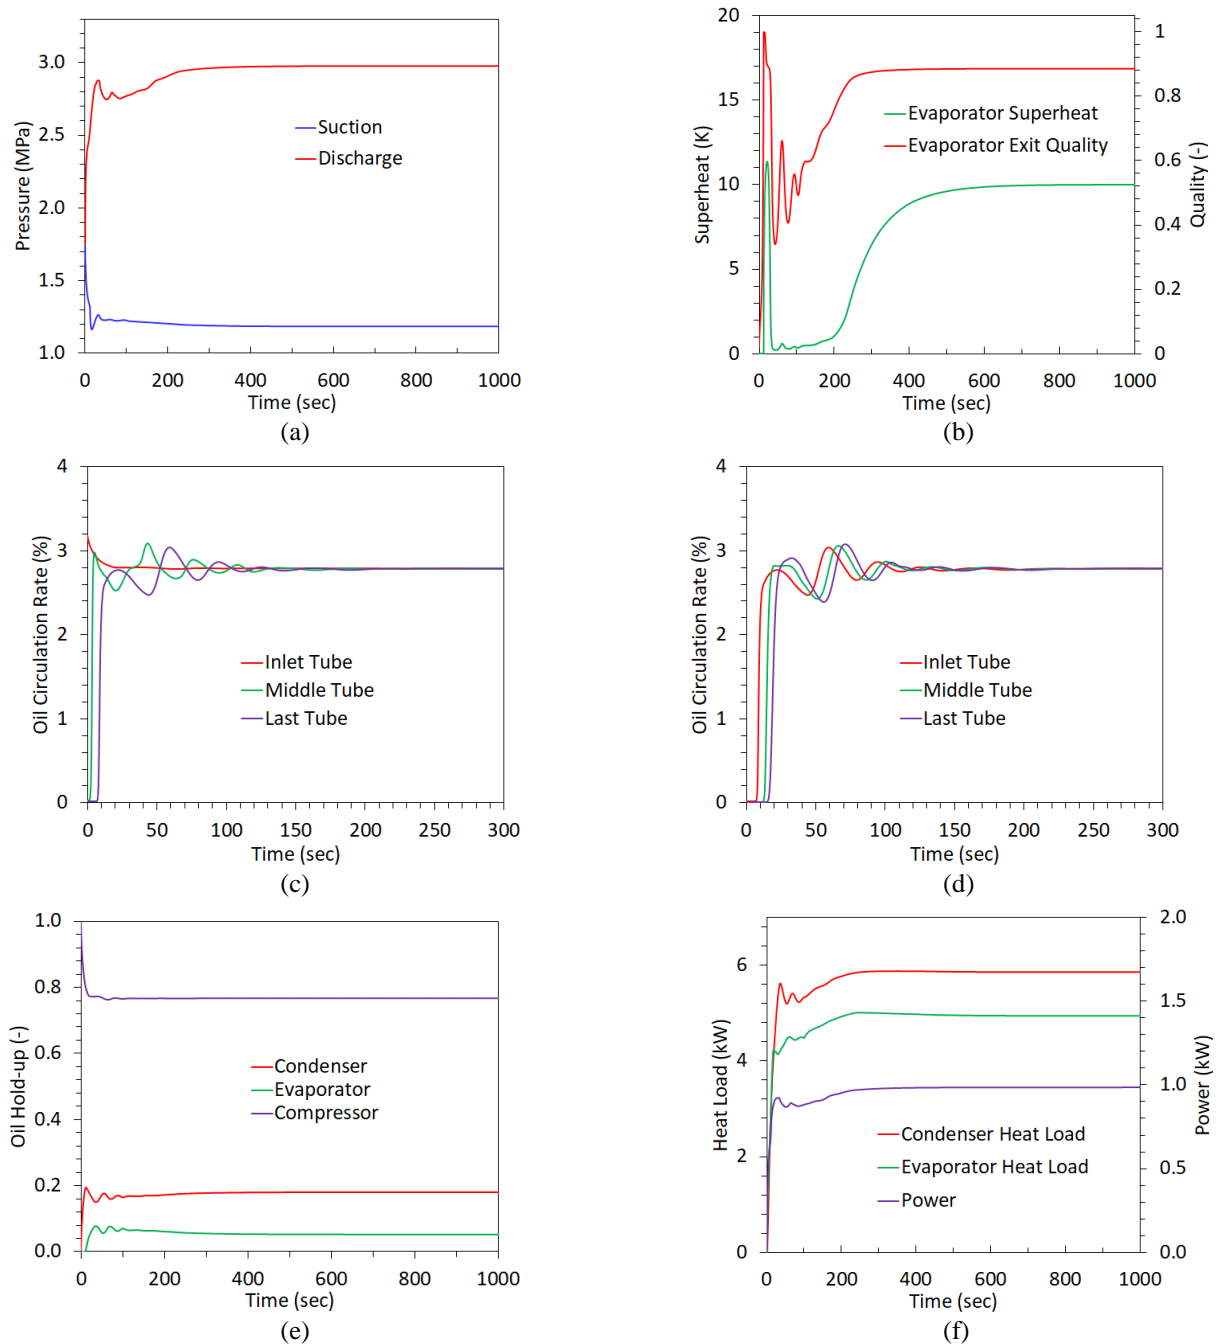 3.0
2.5
2.0
1.5
1.0
Pressure (MPa)
Suction
Discharge
0 200 400 600 800 1000
Time (sec)
(a)
20
15
10
5
0
Superheat (K)
Evaporator Superheat
Evaporator Exit Quality
1
0.8
0.6
0.4
0.2
0
Quality (-)
0 200 400 600 800 1000
Time (sec)
(b)
4
3
2
1
0
Oil Circulation Rate (%)
Inlet Tube
Middle Tube
Last Tube
0 50 100 150 200 250 300
Time (sec)
(c)
4
3
2
1
0
Oil Circulation Rate (%)
Inlet Tube
Middle Tube
Last Tube
0 50 100 150 200 250 300
Time (sec)
(d)
1.0
0.8
0.6
0.4
0.2
0.0
Oil Hold-up (-)
Condenser
Evaporator
Compressor
0 200 400 600 800 1000
Time (sec)
(e)
6
4
2
0
Heat Load (kW)
Condenser Heat Load
Evaporator Heat Load
Power
2.0
1.5
1.0
0.5
0.0
Power (kW)
0 200 400 600 800 1000
Time (sec)
(f)